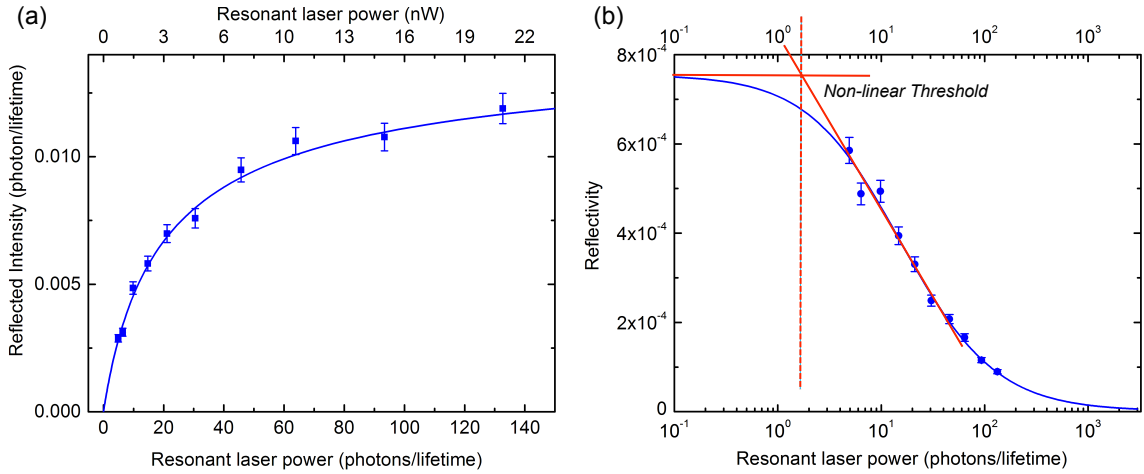 (a)
Resonant laser power (nW)
0 3 6 9 13 16 19 22
0.010
0.005
0.000
Reflected Intensity (photon/lifetime)
0 20 40 60 80 100 120 140
Resonant laser power (photons/lifetime)
(b)
10⁻¹ 10⁰ 10¹ 10² 10³
8x10⁻⁴
6x10⁻⁴
4x10⁻⁴
2x10⁻⁴
0
Reflectivity
Non-linear Threshold
10⁻¹ 10⁰ 10¹ 10² 10³
Resonant laser power (photons/lifetime)